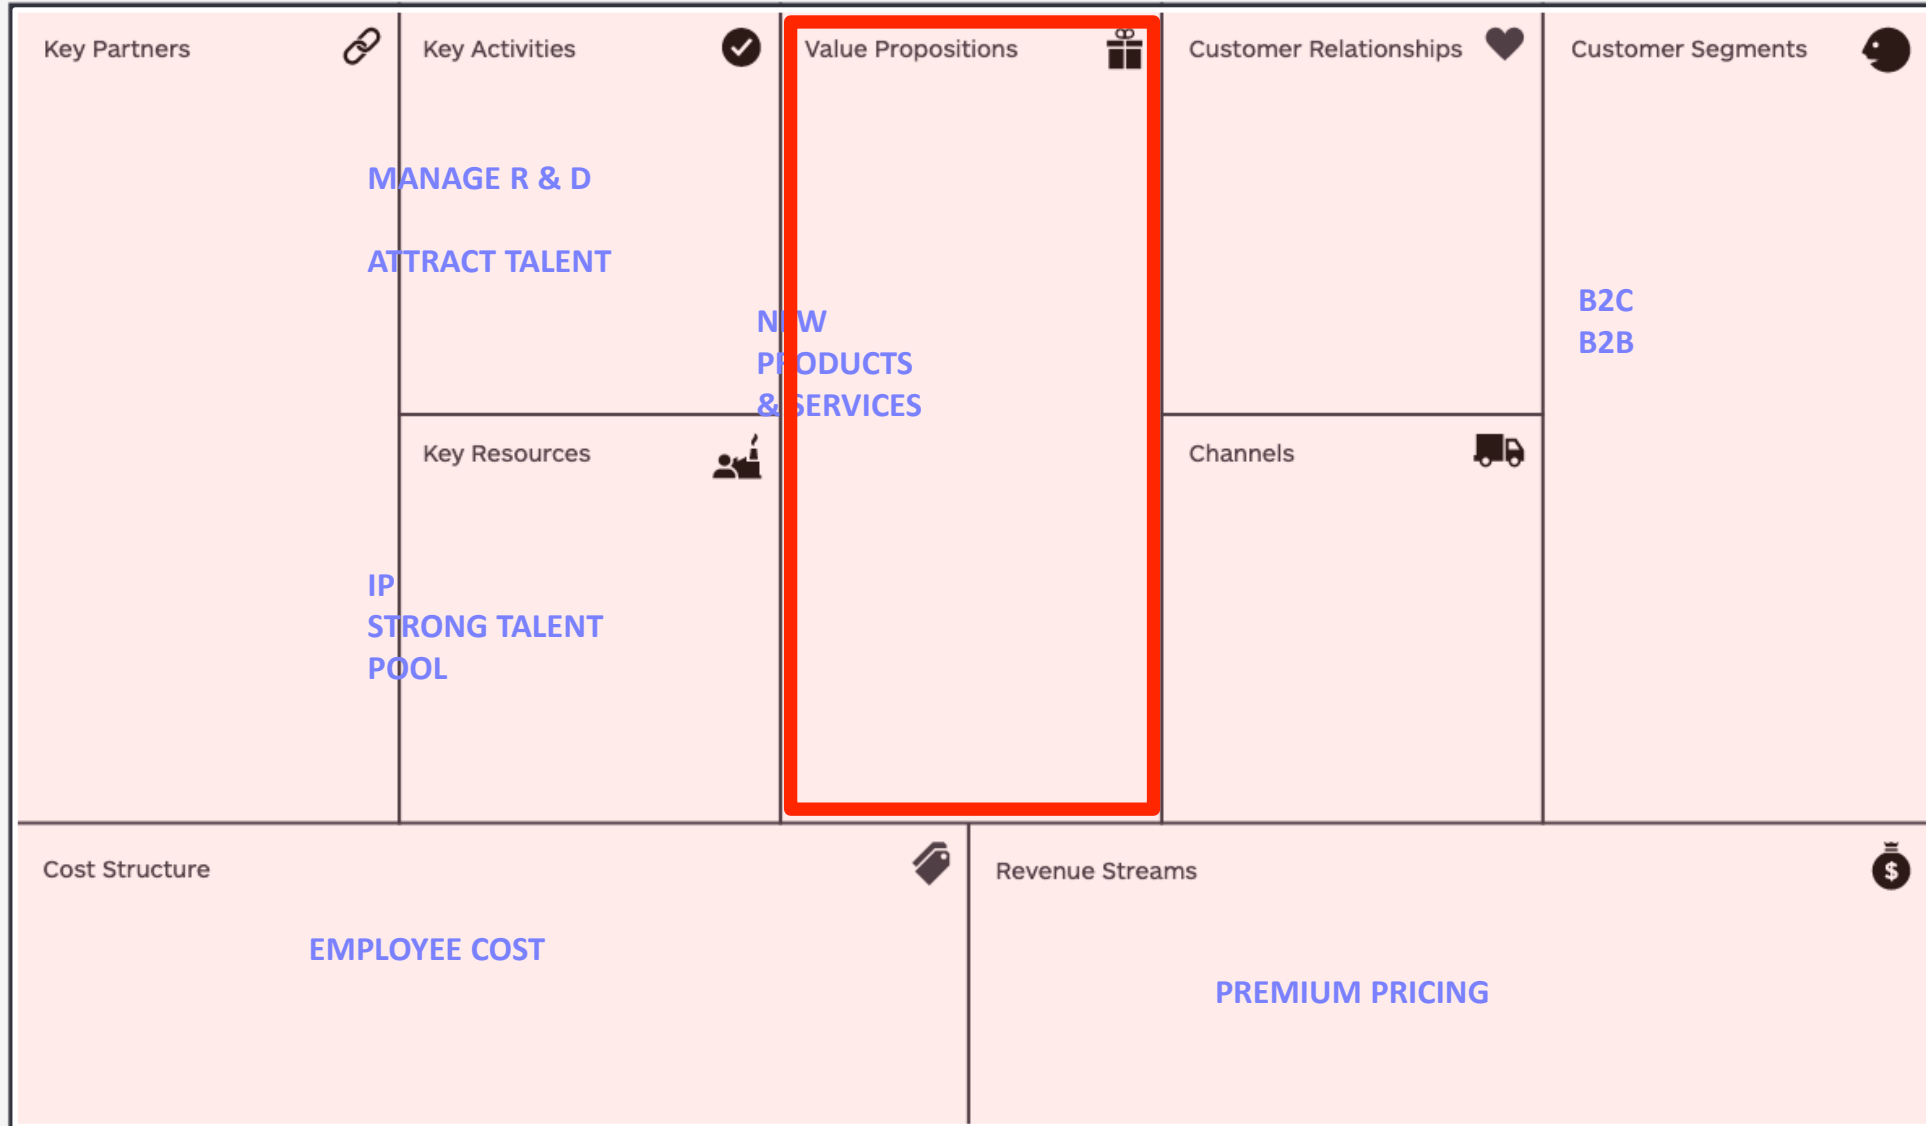 Key Partners
Key Activities
Value Propositions
Customer Relationships
Customer Segments
MANAGE R & D
ATTRACT TALENT
NEW
PRODUCTS
& SERVICES
B2C
B2B
Key Resources
Channels
IP
STRONG TALENT
POOL
Cost Structure
Revenue Streams
$
EMPLOYEE COST
PREMIUM PRICING